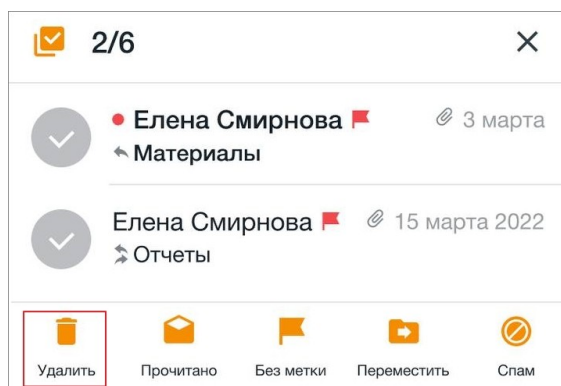 2/6
Елена Смирнова 3 марта
Материалы
Елена Смирнова 15 марта 2022
Отчеты
Удалить Прочитано Без метки Переместить Спам